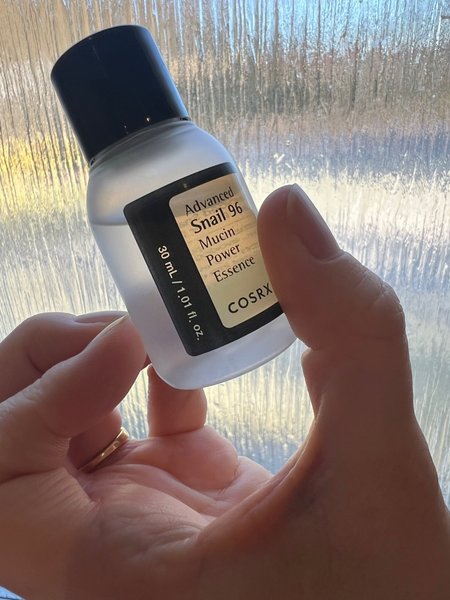 Advanced
Snail 96
Mucin
Power
Essence
COSRX
30 mL / 1.01 fl. oz.